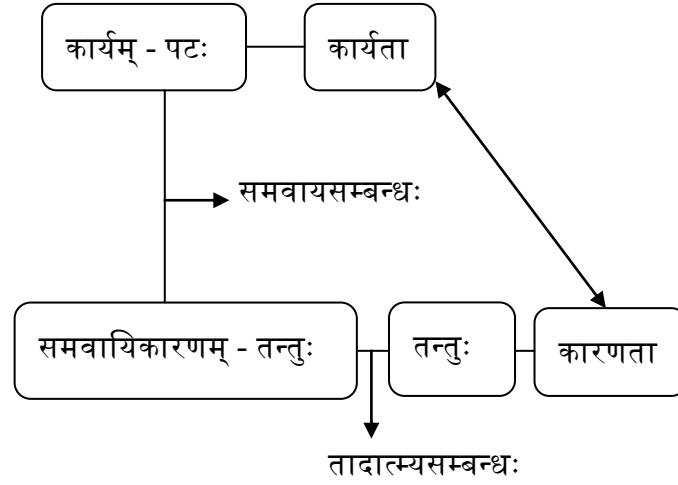 कार्यम् - पटः
कार्यता
समवायसम्बन्धः
समवायिकारणम् - तन्तुः
तन्तुः
कारणता
तादात्म्यसम्बन्धः